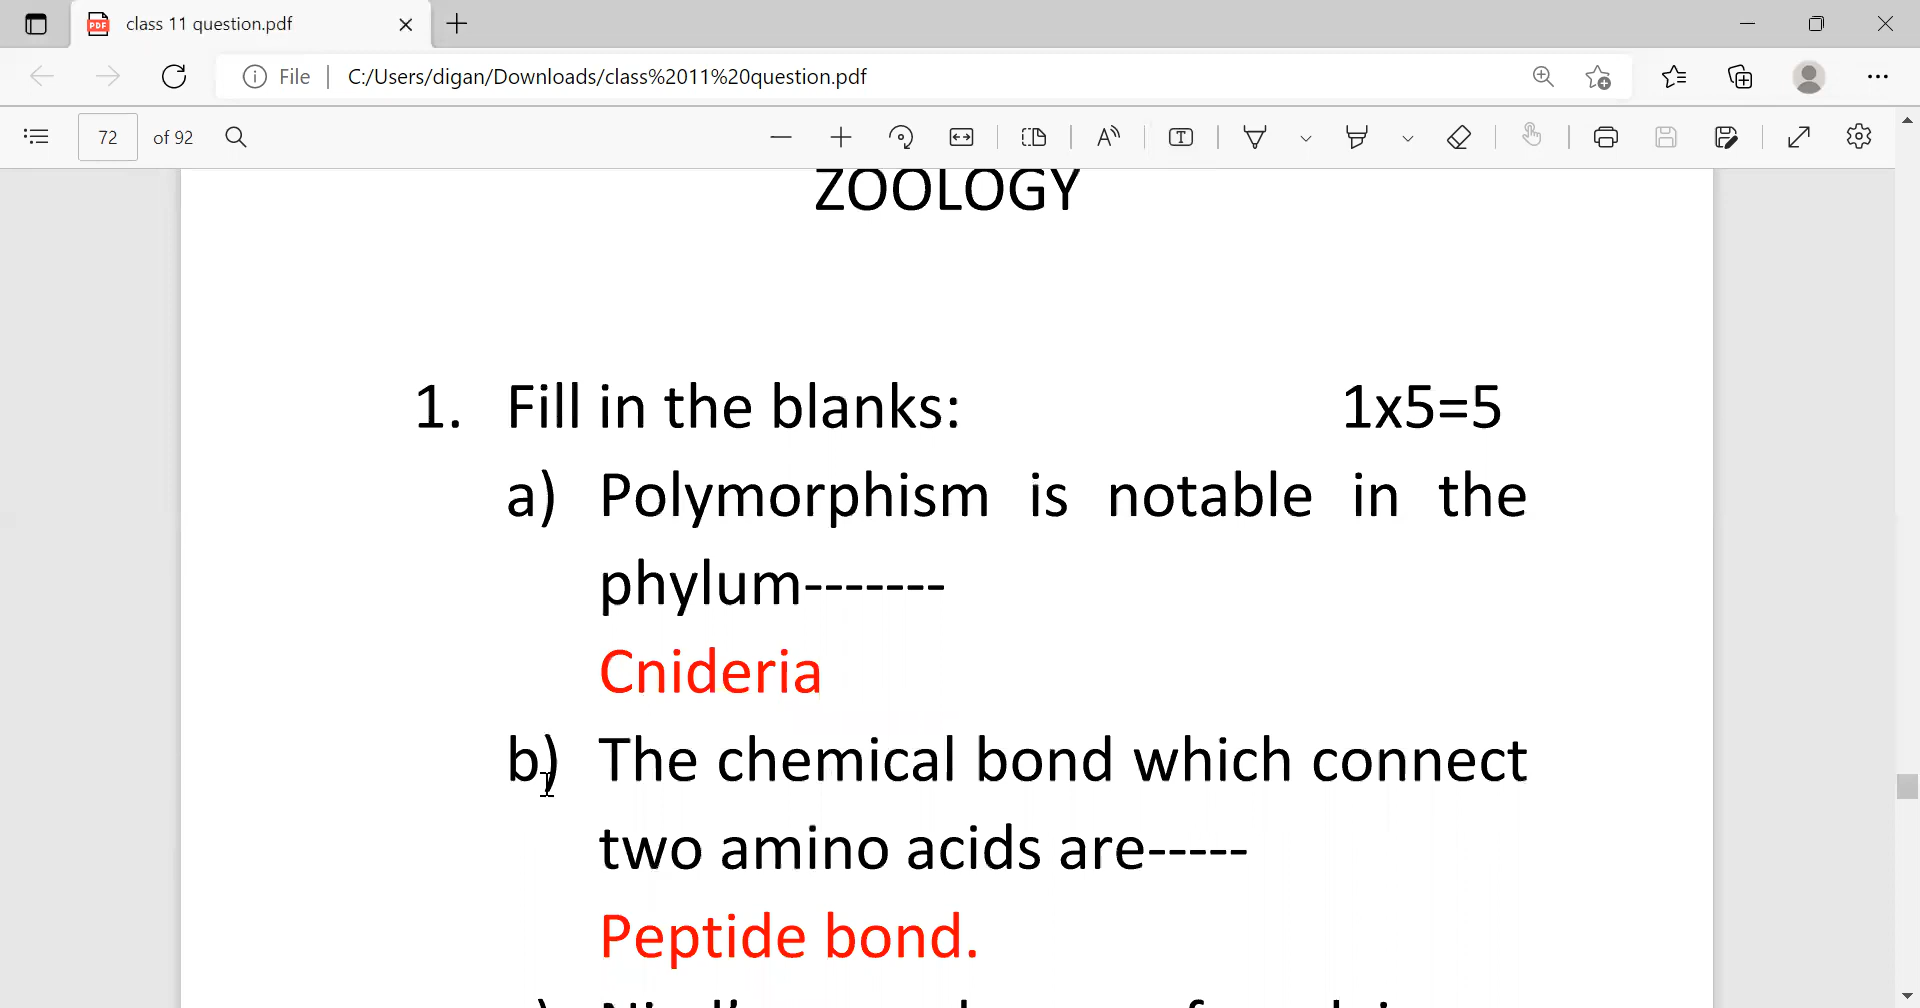 class 11 question.pdf
File | C:/Users/digan/Downloads/class%2011%20question.pdf
72 of 92
ZOOLOGY
1. Fill in the blanks: 1x5=5
a) Polymorphism is notable in the
phylum-------
Cnideria
b) The chemical bond which connect
two amino acids are-----
Peptide bond.